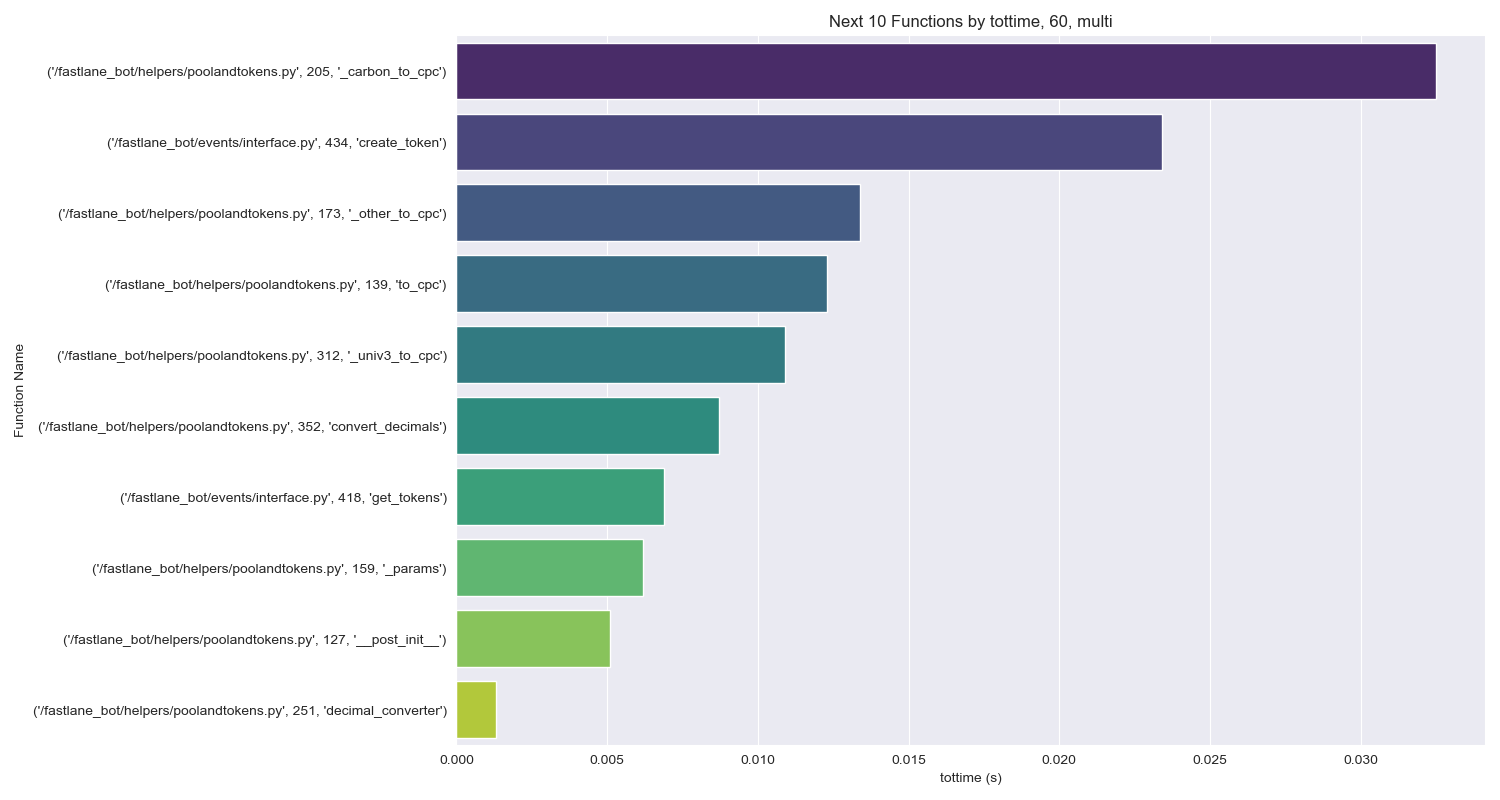 Next 10 Functions by tottime, 60, multi
('/fastlane_bot/helpers/poolandtokens.py', 205, '_carbon_to_cpc')
('/fastlane_bot/events/interface.py', 434, 'create_token')
('/fastlane_bot/helpers/poolandtokens.py', 173, '_other_to_cpc')
('/fastlane_bot/helpers/poolandtokens.py', 139, 'to_cpc')
('/fastlane_bot/helpers/poolandtokens.py', 312, '_univ3_to_cpc')
('/fastlane_bot/helpers/poolandtokens.py', 352, 'convert_decimals')
('/fastlane_bot/events/interface.py', 418, 'get_tokens')
('/fastlane_bot/helpers/poolandtokens.py', 159, '_params')
('/fastlane_bot/helpers/poolandtokens.py', 127, '__post_init__')
('/fastlane_bot/helpers/poolandtokens.py', 251, 'decimal_converter')
Function Name
0.000 0.005 0.010 0.015 0.020 0.025 0.030
tottime (s)